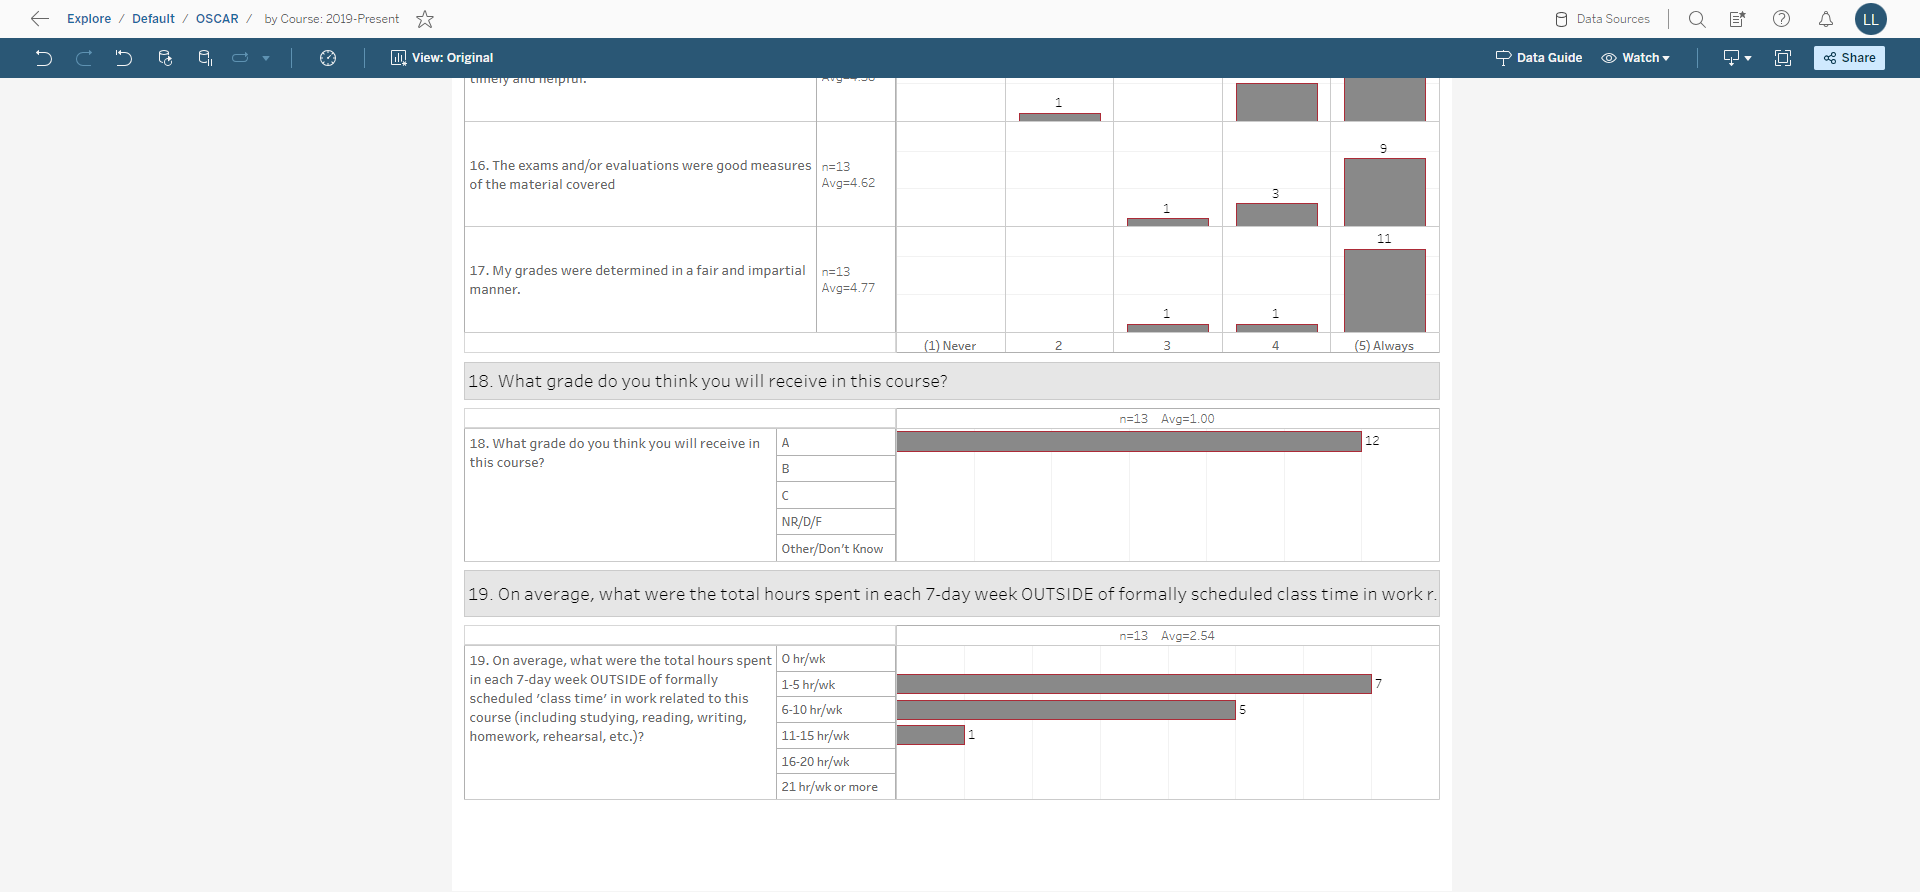 Explore / Default / OSCAR / by Course: 2019-Present
Data Sources
LL
View: Original
Data Guide
Watch
Share
timely and helpful.
1
16. The exams and/or evaluations were good measures
of the material covered
n=13
Avg=4.62
1
3
9
17. My grades were determined in a fair and impartial
manner.
n=13
Avg=4.77
1
1
11
(1) Never
2
3
4
(5) Always
18. What grade do you think you will receive in this course?
n=13 Avg=1.00
18. What grade do you think you will receive in
this course?
A
12
B
C
NR/D/F
Other/Don't Know
19. On average, what were the total hours spent in each 7-day week OUTSIDE of formally scheduled class time in work r.
n=13 Avg=2.54
19. On average, what were the total hours spent
in each 7-day week OUTSIDE of formally
scheduled 'class time' in work related to this
course (including studying, reading, writing,
homework, rehearsal, etc.)?
0 hr/wk
1-5 hr/wk
7
6-10 hr/wk
5
11-15 hr/wk
1
16-20 hr/wk
21 hr/wk or more